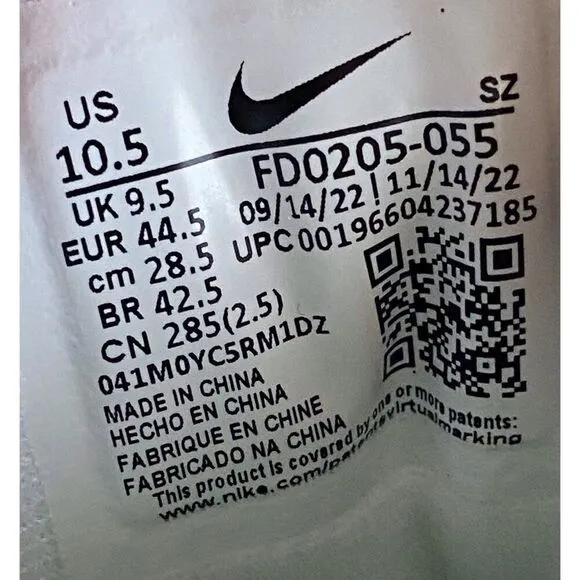 US
SZ
10.5
FD0205-055
UK 9.5
09/14/22 ! 11/14/22
EUR 44.5
UPC 00196604237185
cm 28.5
BR 42.5
CN 285(2.5)
041M0YC5RM1DZ
MADE IN CHINA
HECHO EN CHINA
FABRIQUE EN CHINE
FABRICADO NA CHINA
This product is covered by one or more patents:
www.nike.com/patentsvirtualmarking